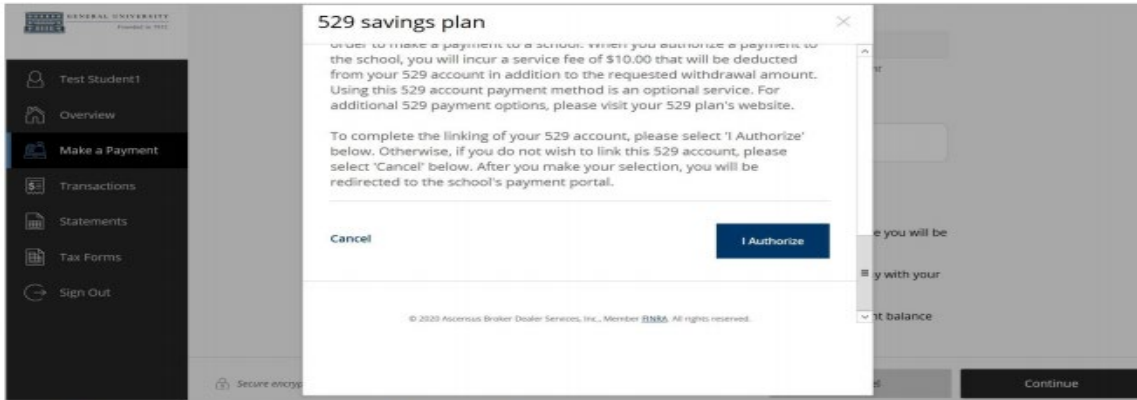 GENERAL UNIVERSITY
Founded in 1925
Test Student1
Overview
Make a Payment
Transactions
Statements
Tax Forms
Sign Out
529 savings plan
order to make a payment to a school. When you authorize a payment to
the school, you will incur a service fee of $10.00 that will be deducted
from your 529 account in addition to the requested withdrawal amount.
Using this 529 account payment method is an optional service. For
additional 529 payment options, please visit your 529 plan's website.
To complete the linking of your 529 account, please select 'I Authorize'
below. Otherwise, if you do not wish to link this 529 account, please
select 'Cancel' below. After you make your selection, you will be
redirected to the school's payment portal.
Cancel
I Authorize
© 2020 Ascensus Broker Dealer Services, Inc., Member FINRA. All rights reserved.
e you will be
y with your
nt balance
Secure encryp
Continue